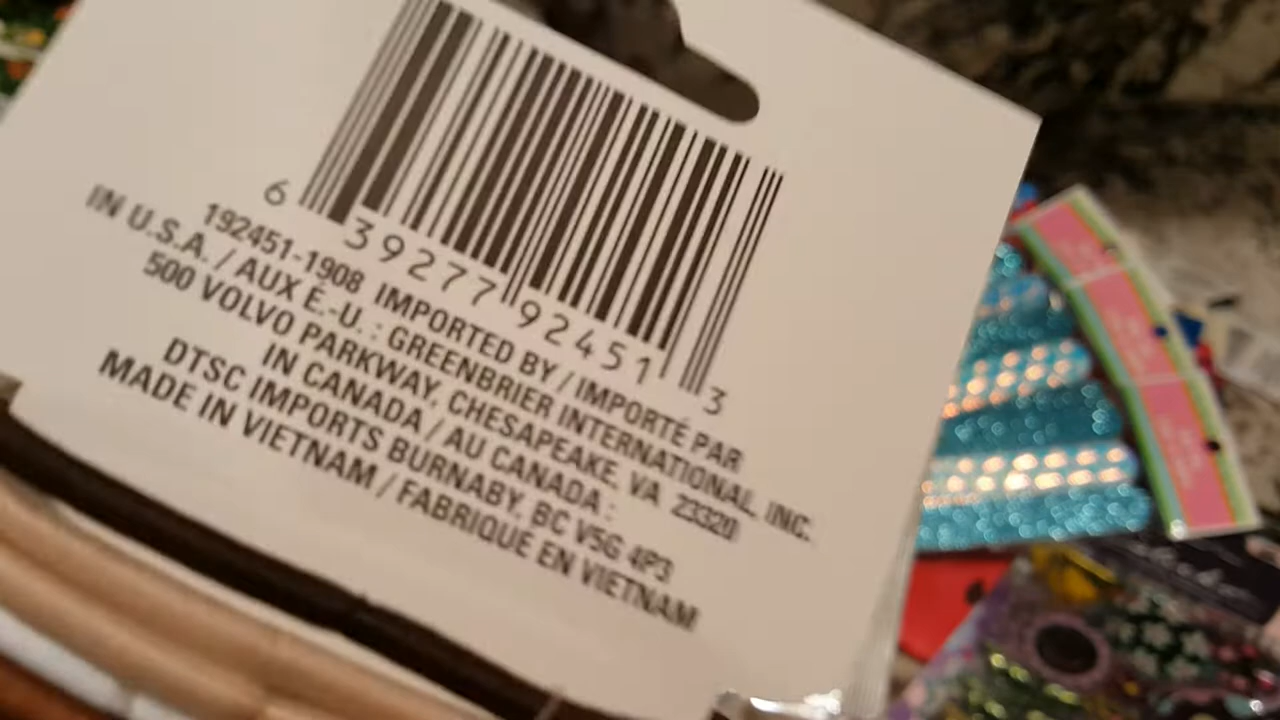 6 39277 92451 3
192451-1908 IMPORTED BY / IMPORTÉ PAR
IN U.S.A. / AUX É.-U. : GREENBRIER INTERNATIONAL, INC.
500 VOLVO PARKWAY, CHESAPEAKE, VA 23320
IN CANADA / AU CANADA :
DTSC IMPORTS BURNABY, BC V5G 4P3
MADE IN VIETNAM / FABRIQUÉ EN VIETNAM